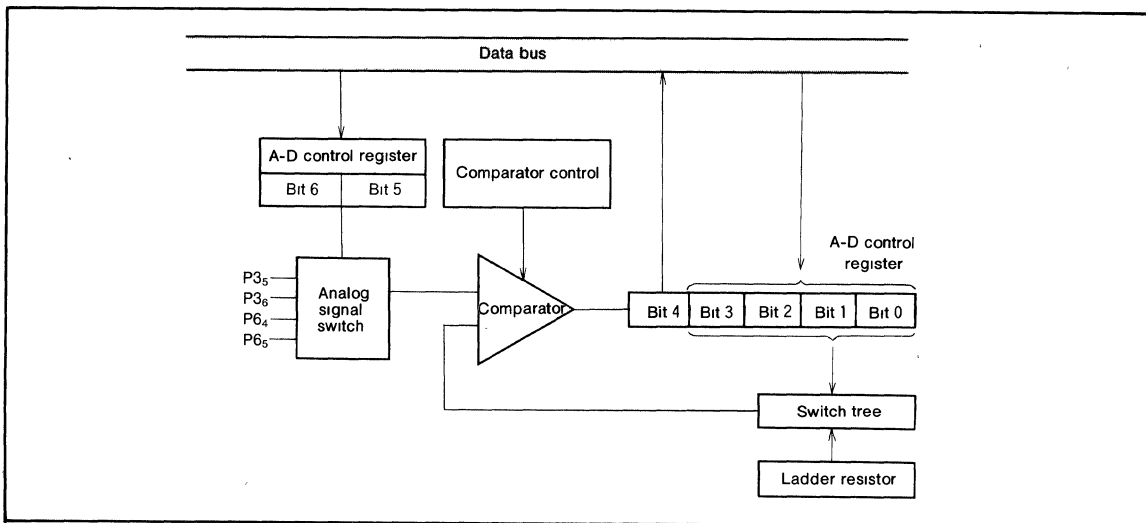 Data bus
A-D control register
Bit 6 Bit 5
Comparator control
A-D control
register
P3₅
P3₆
P6₄
P6₅
Analog
signal
switch
Comparator
Bit 4 Bit 3 Bit 2 Bit 1 Bit 0
Switch tree
Ladder resistor